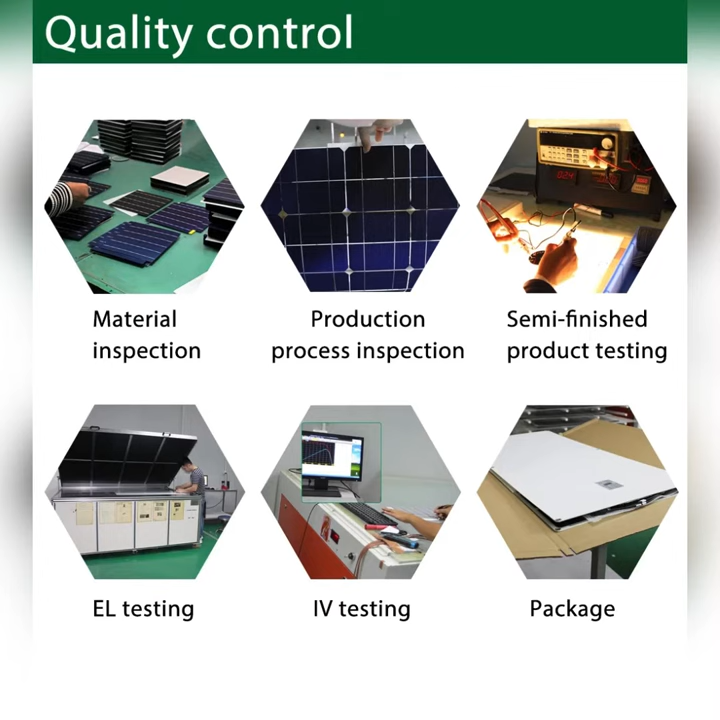 Quality control
Material
inspection
Production
process inspection
Semi-finished
product testing
EL testing
IV testing
Package